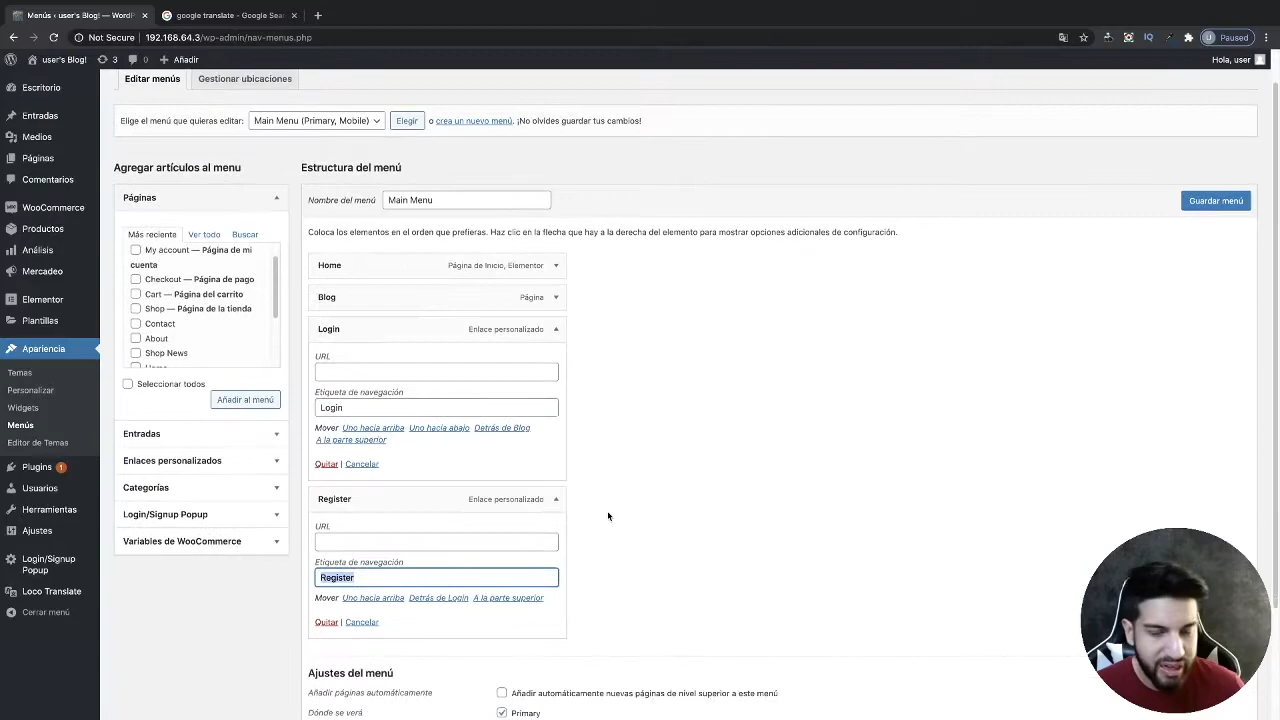 Menús ‹ user's Blog! — WordP
google translate - Google Sear
Not Secure
192.168.64.3/wp-admin/nav-menus.php
IQ
Paused
user's Blog!
3
0
Añadir
Hola, user
Escritorio
Entradas
Medios
Páginas
Comentarios
WooCommerce
Productos
Análisis
Mercadeo
Elementor
Plantillas
Apariencia
Temas
Personalizar
Widgets
Menús
Editor de Temas
Plugins 1
Usuarios
Herramientas
Ajustes
Login/Signup
Popup
Loco Translate
Cerrar menú
Editar menús
Gestionar ubicaciones
Elige el menú que quieras editar:
Main Menu (Primary, Mobile)
Elegir
o crea un nuevo menú. ¡No olvides guardar tus cambios!
Agregar artículos al menu
Páginas
Más reciente
Ver todo
Buscar
My account — Página de mi
cuenta
Checkout — Página de pago
Cart — Página del carrito
Shop — Página de la tienda
Contact
About
Shop News
Home
Seleccionar todos
Añadir al menú
Entradas
Enlaces personalizados
Categorías
Login/Signup Popup
Variables de WooCommerce
Estructura del menú
Nombre del menú
Main Menu
Guardar menú
Coloca los elementos en el orden que prefieras. Haz clic en la flecha que hay a la derecha del elemento para mostrar opciones adicionales de configuración.
Home
Página de Inicio, Elementor
Blog
Página
Login
Enlace personalizado
URL
Etiqueta de navegación
Login
Mover Uno hacia arriba Uno hacia abajo Detrás de Blog
A la parte superior
Quitar | Cancelar
Register
Enlace personalizado
URL
Etiqueta de navegación
Register
Mover Uno hacia arriba Detrás de Login A la parte superior
Quitar | Cancelar
Ajustes del menú
Añadir páginas automáticamente
Añadir automáticamente nuevas páginas de nivel superior a este menú
Dónde se verá
Primary